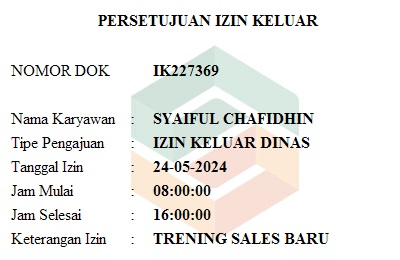 PERSETUJUAN IZIN KELUAR
NOMOR DOK IK227369
Nama Karyawan : SYAIFUL CHAFIDHIN
Tipe Pengajuan : IZIN KELUAR DINAS
Tanggal Izin : 24-05-2024
Jam Mulai : 08:00:00
Jam Selesai : 16:00:00
Keterangan Izin : TRENING SALES BARU